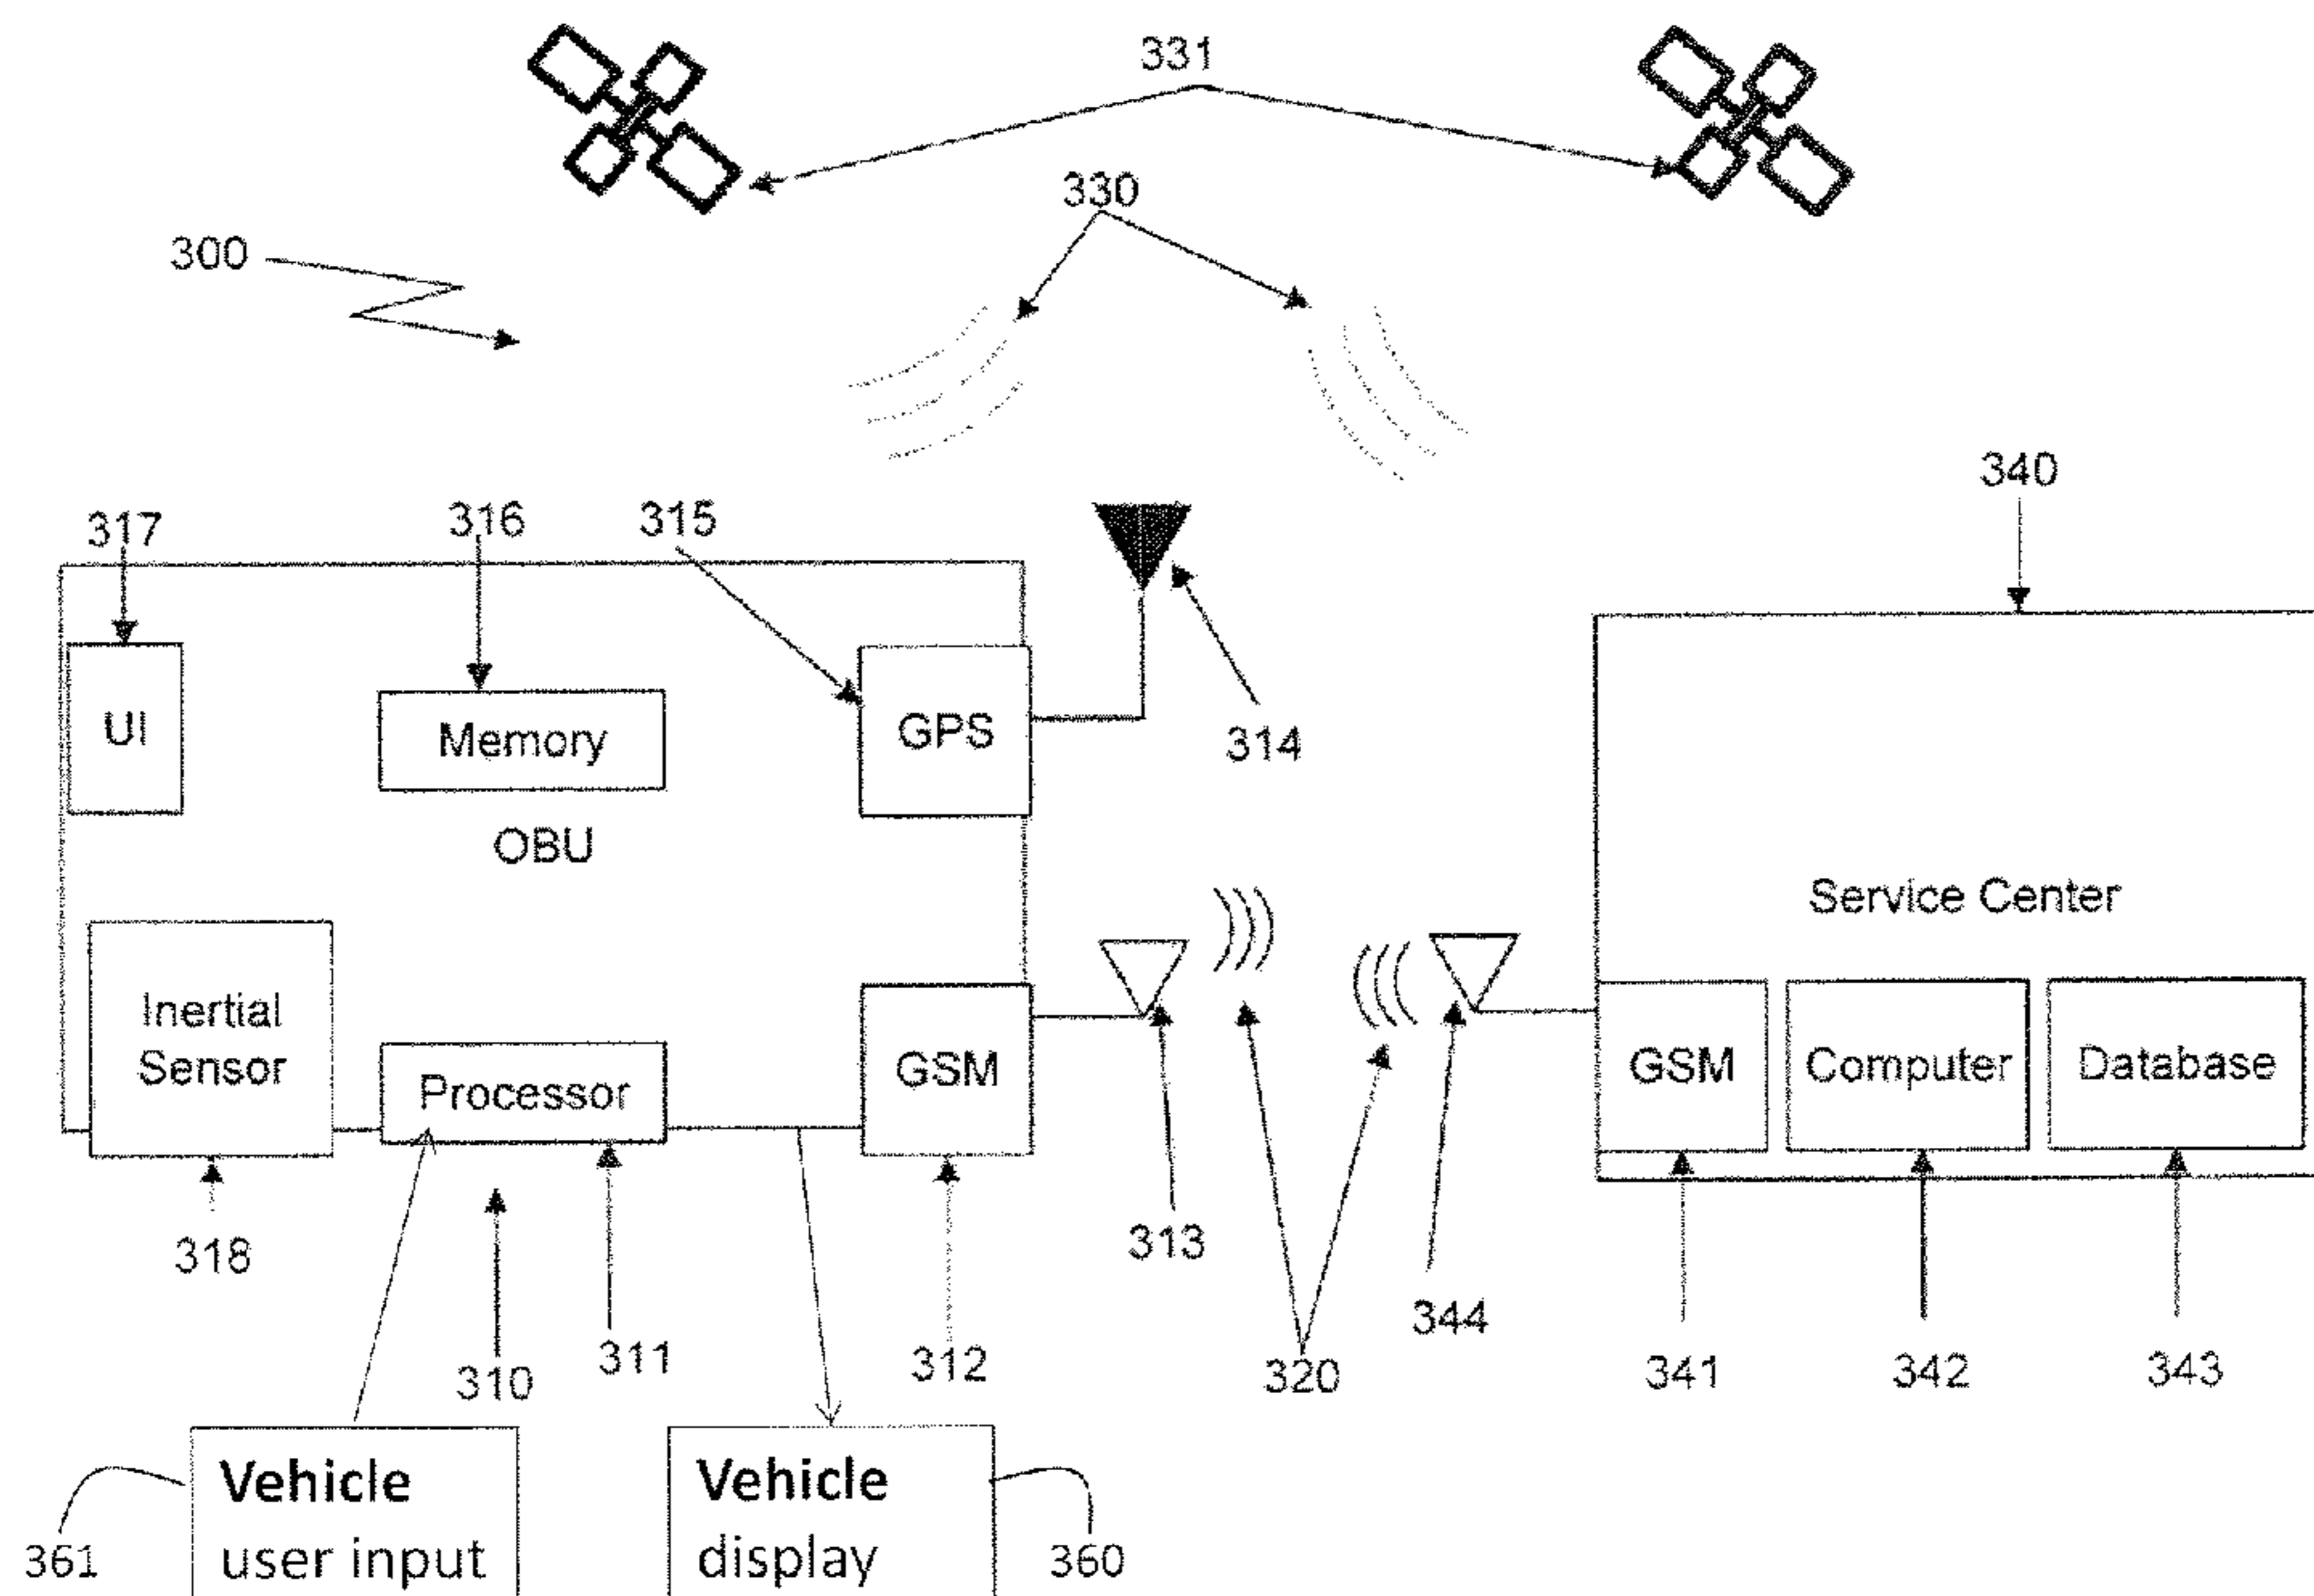 331
330
300
340
317
316
315
UI
Memory
GPS
314
OBU
Service Center
Inertial
Sensor
Processor
GSM
GSM
Computer
Database
318
313
310
311
312
320
344
341
342
343
361
Vehicle
user input
Vehicle
display
360